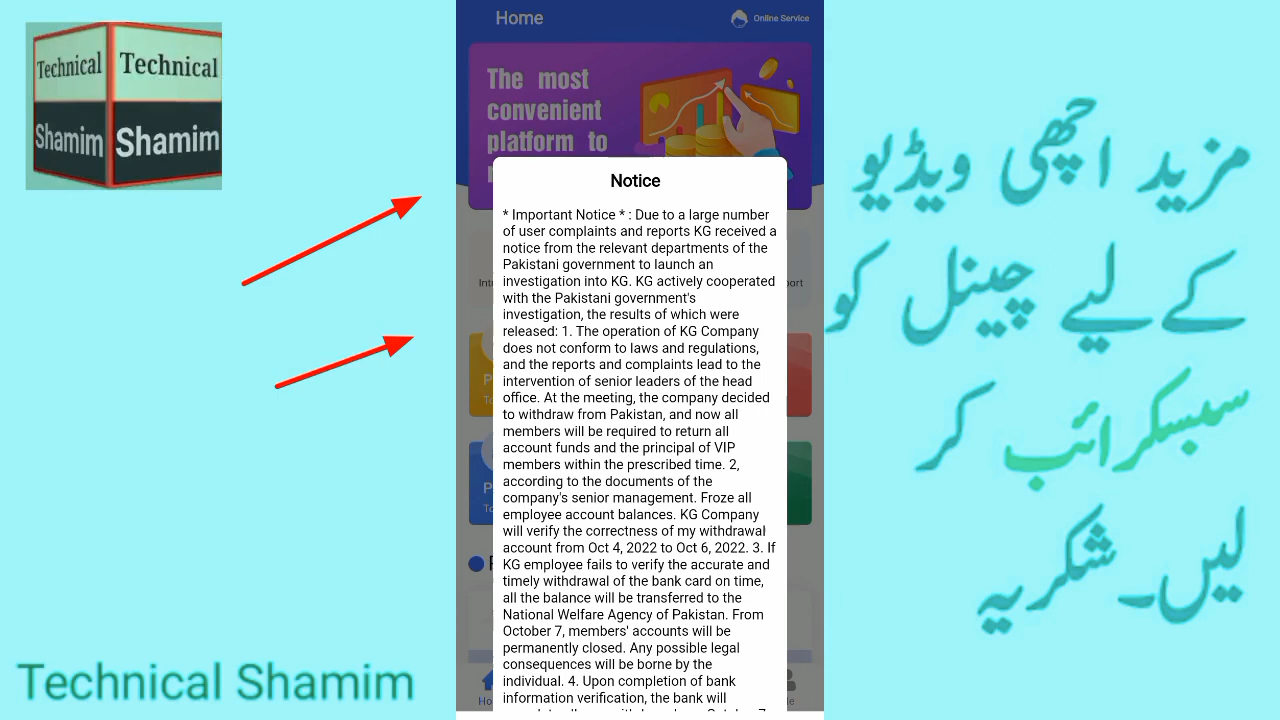 Technical Technical
Shamim Shamim
Home
Online Service
The most
convenient
platform to
Notice
* Important Notice * : Due to a large number
of user complaints and reports KG received a
notice from the relevant departments of the
Pakistani government to launch an
investigation into KG. KG actively cooperated
with the Pakistani government's
investigation, the results of which were
released: 1. The operation of KG Company
does not conform to laws and regulations,
and the reports and complaints lead to the
intervention of senior leaders of the head
office. At the meeting, the company decided
to withdraw from Pakistan, and now all
members will be required to return all
account funds and the principal of VIP
members within the prescribed time. 2,
according to the documents of the
company's senior management. Froze all
employee account balances. KG Company
will verify the correctness of my withdrawal
account from Oct 4, 2022 to Oct 6, 2022. 3. If
KG employee fails to verify the accurate and
timely withdrawal of the bank card on time,
all the balance will be transferred to the
National Welfare Agency of Pakistan. From
October 7, members' accounts will be
permanently closed. Any possible legal
consequences will be borne by the
individual. 4. Upon completion of bank
information verification, the bank will
مزید اچھی ویڈیو
کے لیے چینل کو
سبسکرائب کر
لیں۔ شکریہ
Technical Shamim